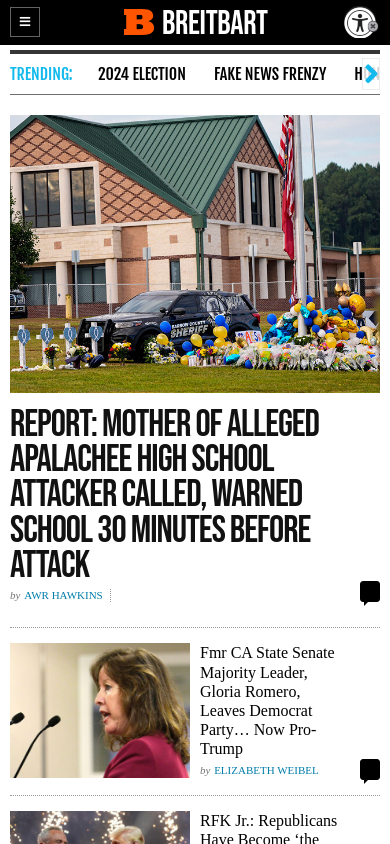 BREITBART
TRENDING:
2024 ELECTION
FAKE NEWS FRENZY
H
SHERIFF
REPORT: MOTHER OF ALLEGED
APALACHEE HIGH SCHOOL
ATTACKER CALLED, WARNED
SCHOOL 30 MINUTES BEFORE
ATTACK
by AWR HAWKINS
Fmr CA State Senate
Majority Leader,
Gloria Romero,
Leaves Democrat
Party… Now Pro-
Trump
by ELIZABETH WEIBEL
RFK Jr.: Republicans
Have Become ‘the